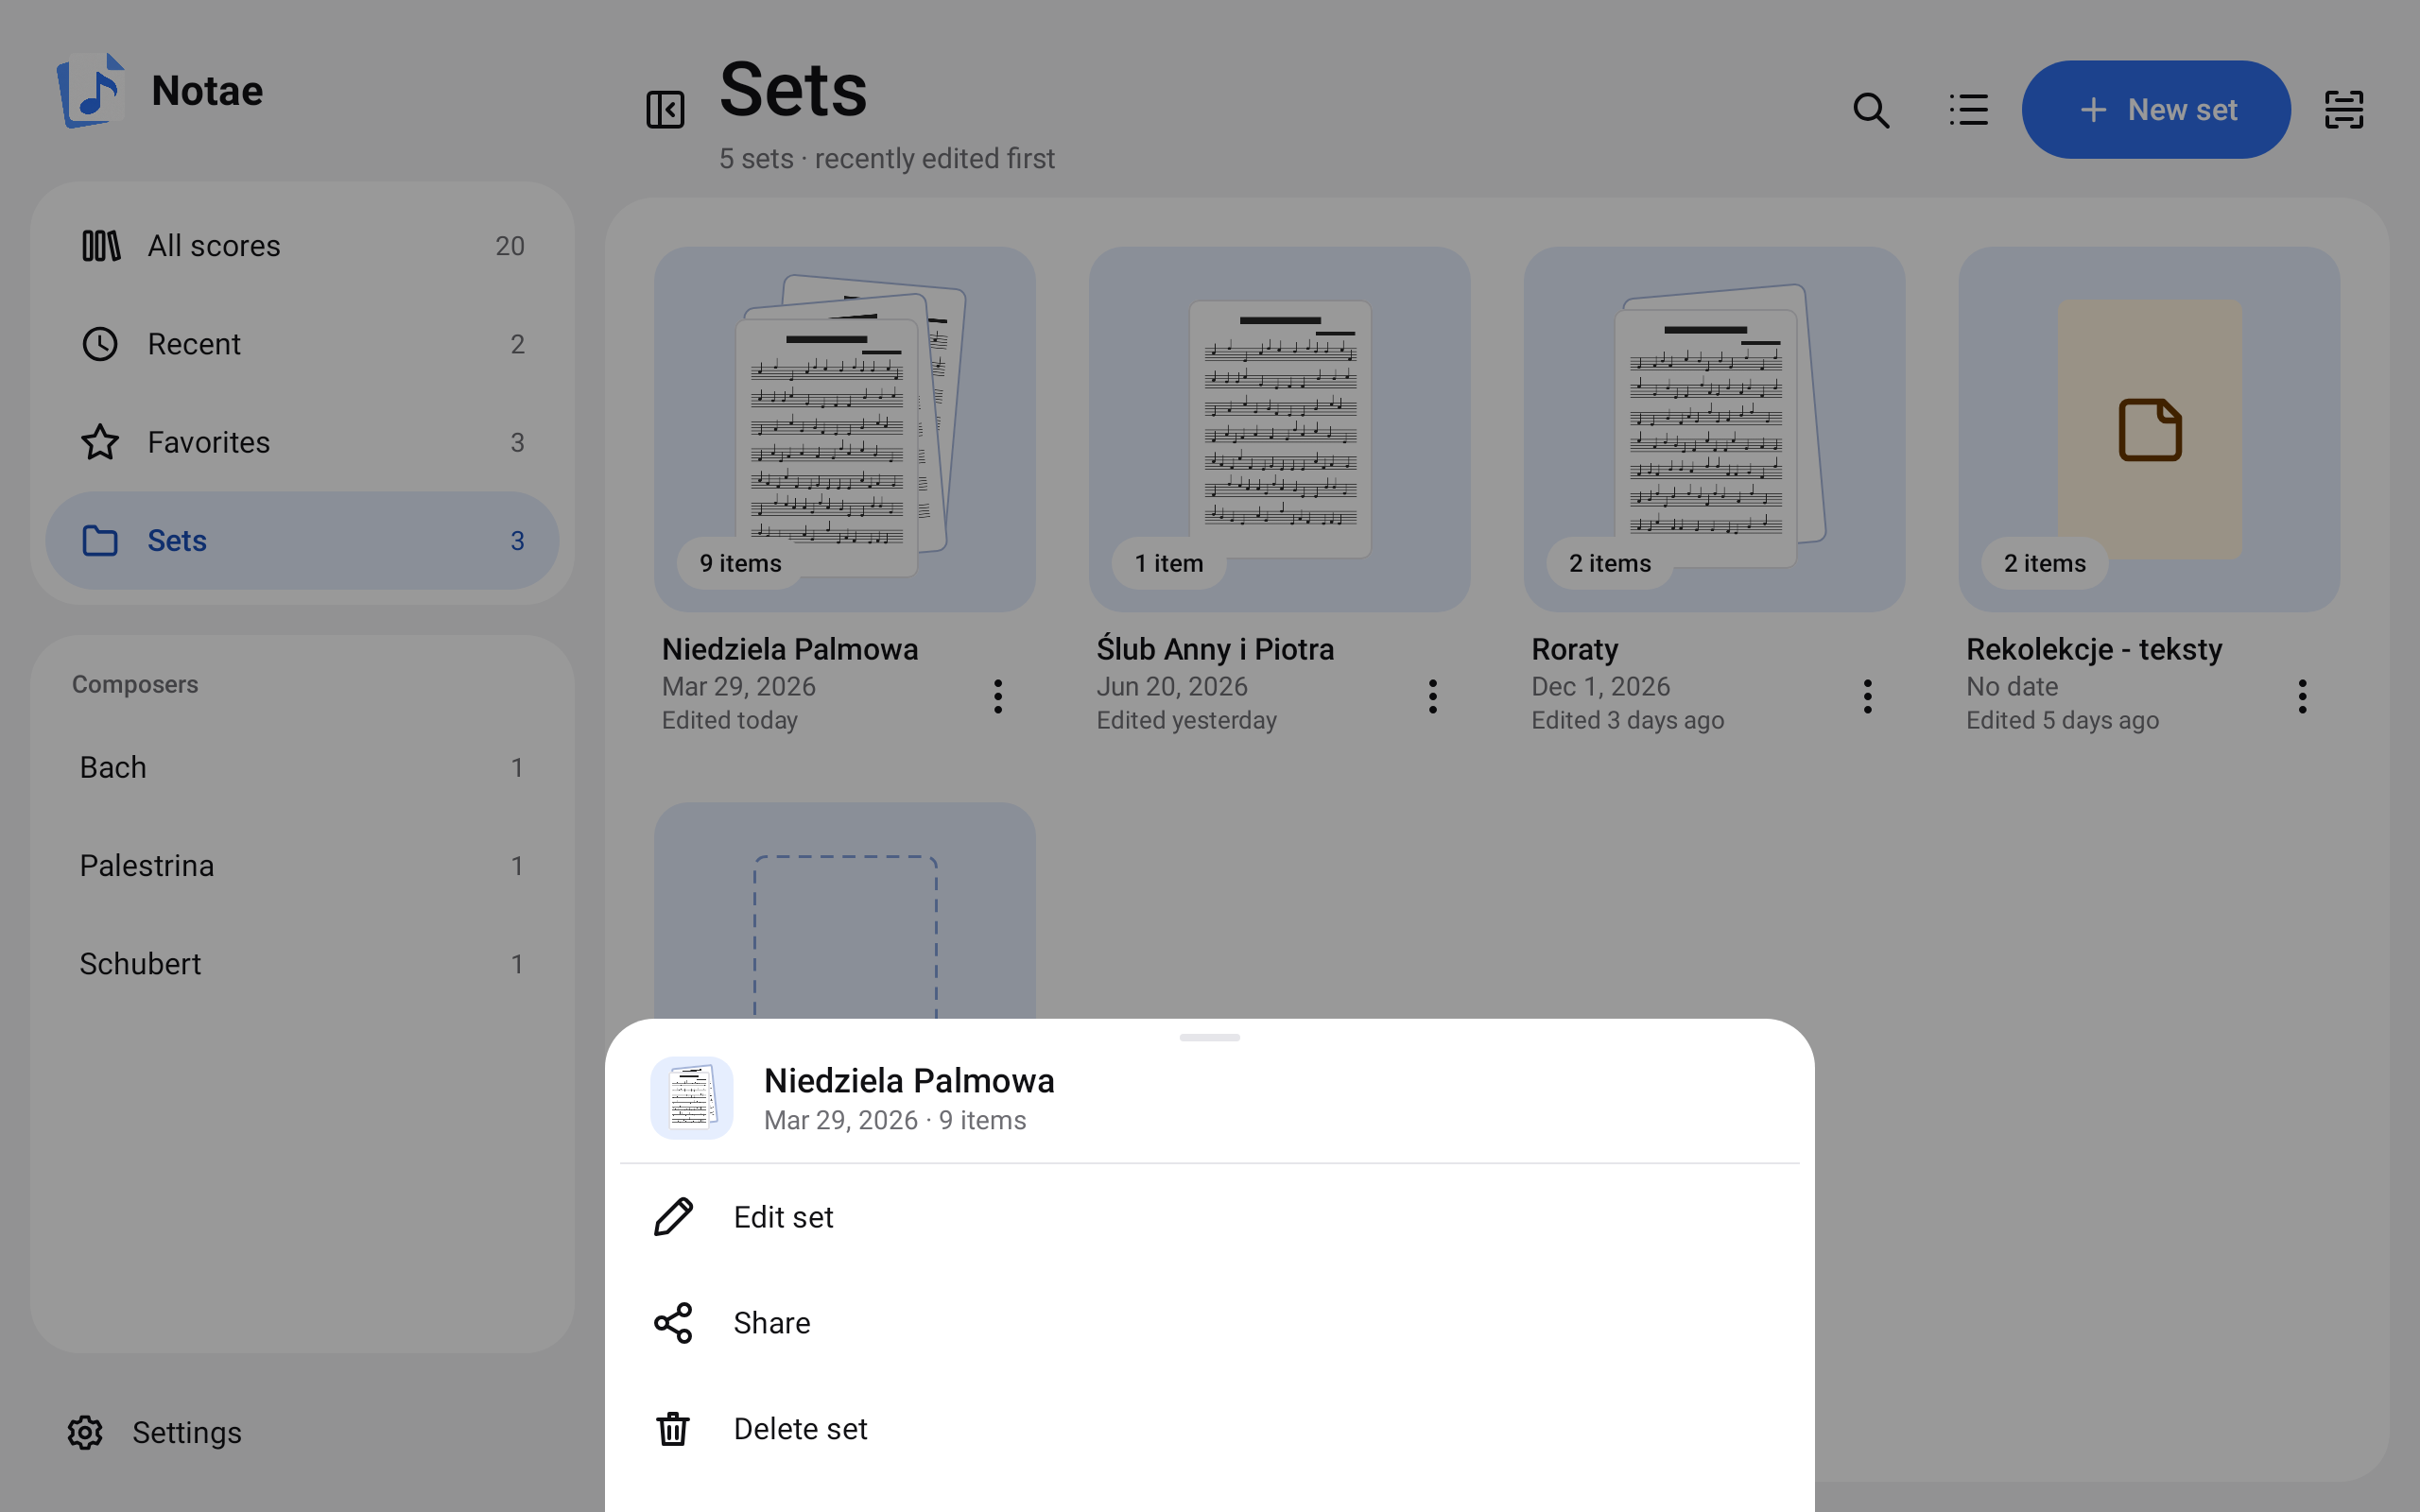 Notae
All scores 20
Recent 2
Favorites 3
Sets 3
Composers
Bach 1
Palestrina 1
Schubert 1
Settings
Sets
5 sets · recently edited first
New set
9 items
Niedziela Palmowa
Mar 29, 2026
Edited today
1 item
Ślub Anny i Piotra
Jun 20, 2026
Edited yesterday
2 items
Roraty
Dec 1, 2026
Edited 3 days ago
2 items
Rekolekcje - teksty
No date
Edited 5 days ago
Niedziela Palmowa
Mar 29, 2026 · 9 items
Edit set
Share
Delete set